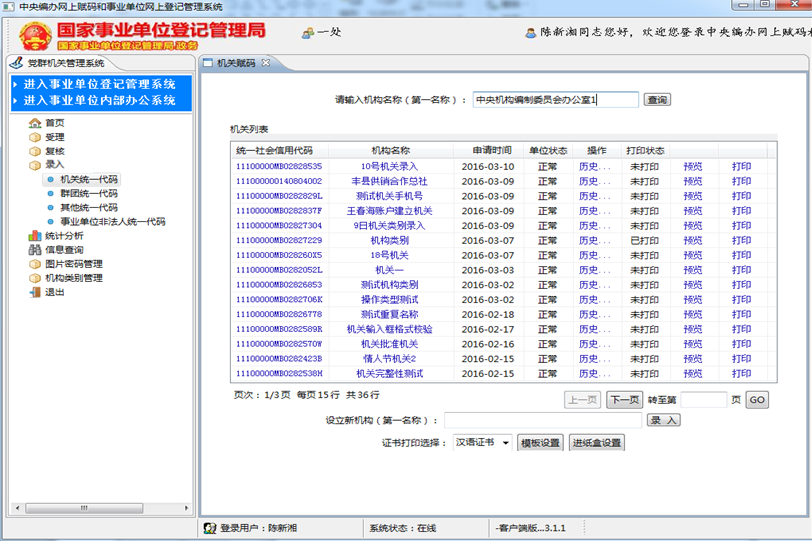 中央编办网上赋码和事业单位网上登记管理系统
国家事业单位登记管理局
国家事业单位登记管理局 政务
一处
陈新湘同志您好，欢迎您登录中央编办网上赋码
党群机关管理系统
进入事业单位登记管理系统
进入事业单位内部办公系统
首页
受理
复核
录入
机关统一代码
群团统一代码
其他统一代码
事业单位非法人统一代码
统计分析
信息查询
图片密码管理
机构类别管理
退出
机关赋码
请输入机构名称（第一名称）： 中央机构编制委员会办公室1 查询
机关列表
统一社会信用代码 机构名称 申请时间 单位状态 操作 打印状态
11100000MB02828535 10号机关录入 2016-03-10 正常 历史... 未打印 预览 打印
111000000140804002 丰县供销合作总社 2016-03-09 正常 历史... 未打印 预览 打印
11100000MB0282829L 测试机关手机号 2016-03-09 正常 历史... 未打印 预览 打印
11100000MB0282837F 王春海账户建立机关 2016-03-09 正常 历史... 未打印 预览 打印
11100000MB02827304 9日机关类别录入 2016-03-09 正常 历史... 未打印 预览 打印
11100000MB02827229 机构类别 2016-03-07 正常 历史... 已打印 预览 打印
11100000MB028260X5 18号机关 2016-03-07 正常 历史... 未打印 预览 打印
11100000MB0282052L 机关一 2016-03-03 正常 历史... 未打印 预览 打印
11100000MB02826853 测试机构类别 2016-03-02 正常 历史... 未打印 预览 打印
11100000MB0282706K 操作类型测试 2016-03-02 正常 历史... 未打印 预览 打印
11100000MB02826778 测试重复名称 2016-02-18 正常 历史... 未打印 预览 打印
11100000MB0282589R 机关输入框格式校验 2016-02-17 正常 历史... 未打印 预览 打印
11100000MB0282570W 机关批准机关 2016-02-16 正常 历史... 未打印 预览 打印
11100000MB0282423B 情人节机关2 2016-02-15 正常 历史... 未打印 预览 打印
11100000MB0282538H 机关完整性测试 2016-02-15 正常 历史... 未打印 预览 打印
页次：1/3页 每页15行 共36行 上一页 下一页 转至第 页 GO
设立新机构（第一名称）： 录 入
证书打印选择： 汉语证书 模板设置 进纸盒设置
登录用户：陈新湘 系统状态：在线 -客户端版...3.1.1